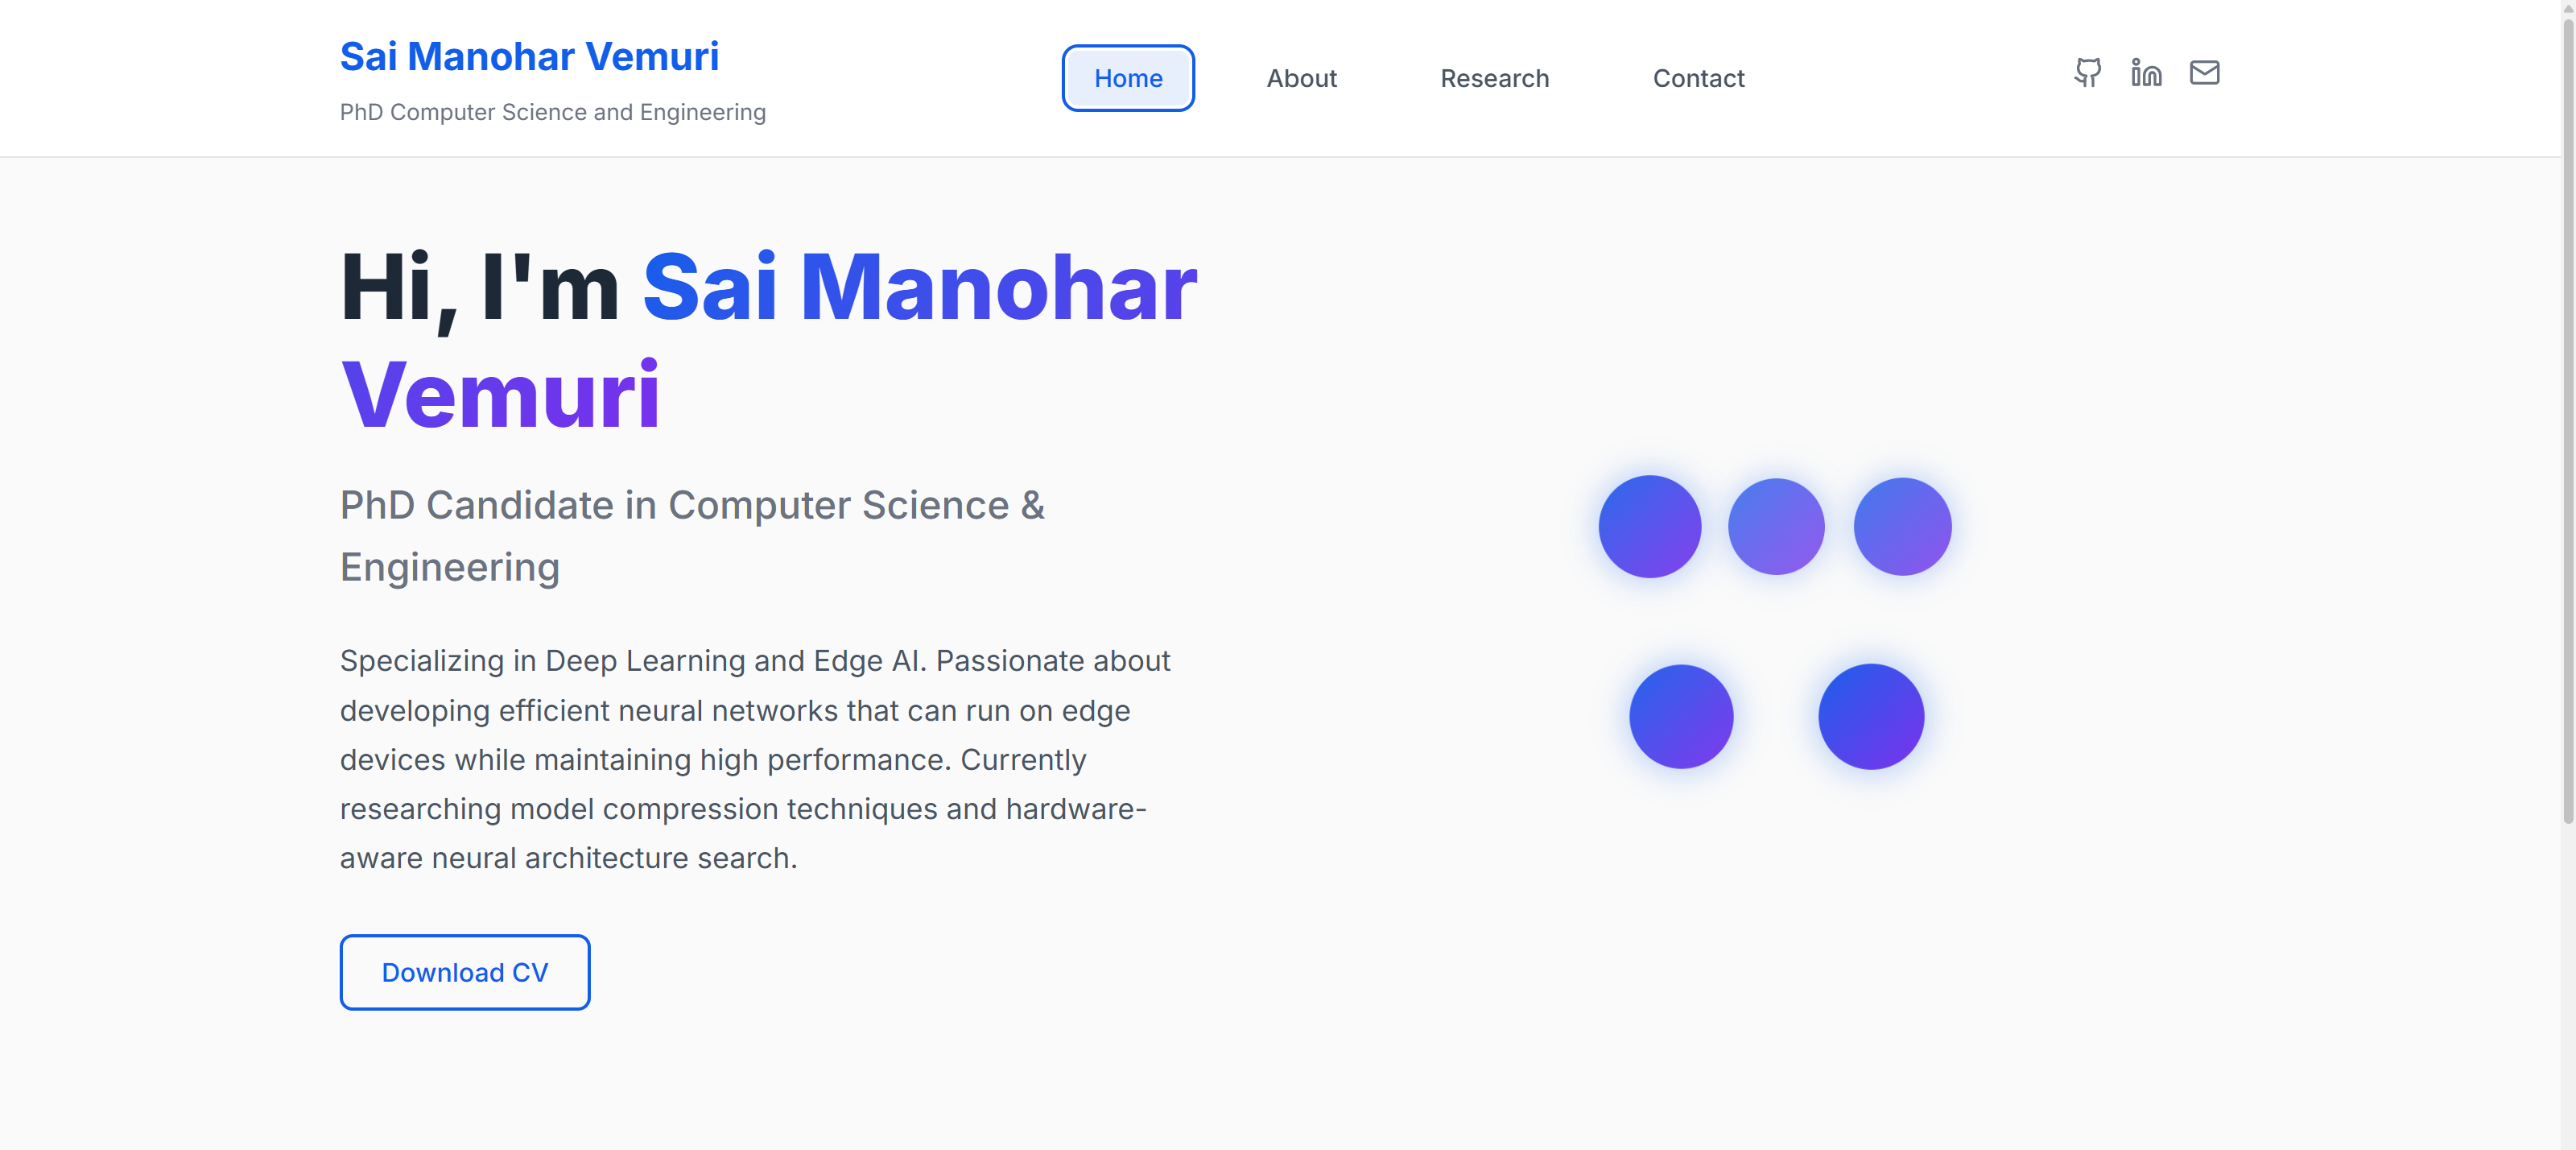 Sai Manohar Vemuri
PhD Computer Science and Engineering
Home
About
Research
Contact
Hi, I'm Sai Manohar
Vemuri
PhD Candidate in Computer Science &
Engineering
Specializing in Deep Learning and Edge AI. Passionate about
developing efficient neural networks that can run on edge
devices while maintaining high performance. Currently
researching model compression techniques and hardware-
aware neural architecture search.
Download CV